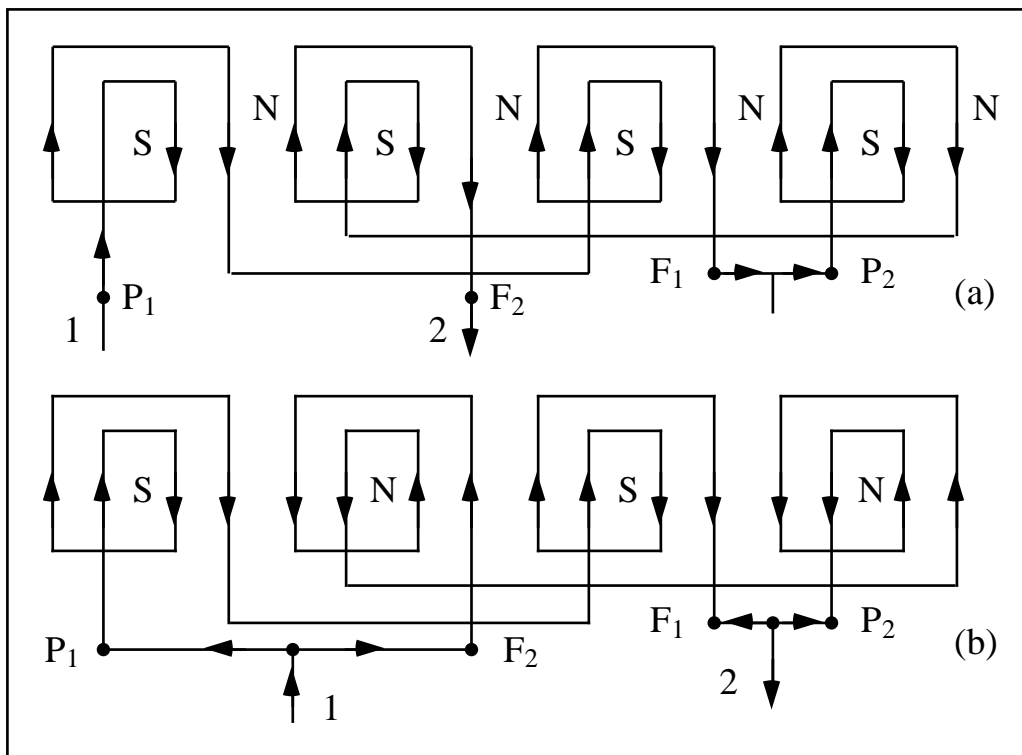 N N N N
S S S S
F₁ P₂
P₁ F₂ (a)
1 2
S N S N
F₁ P₂
P₁ F₂ (b)
1 2